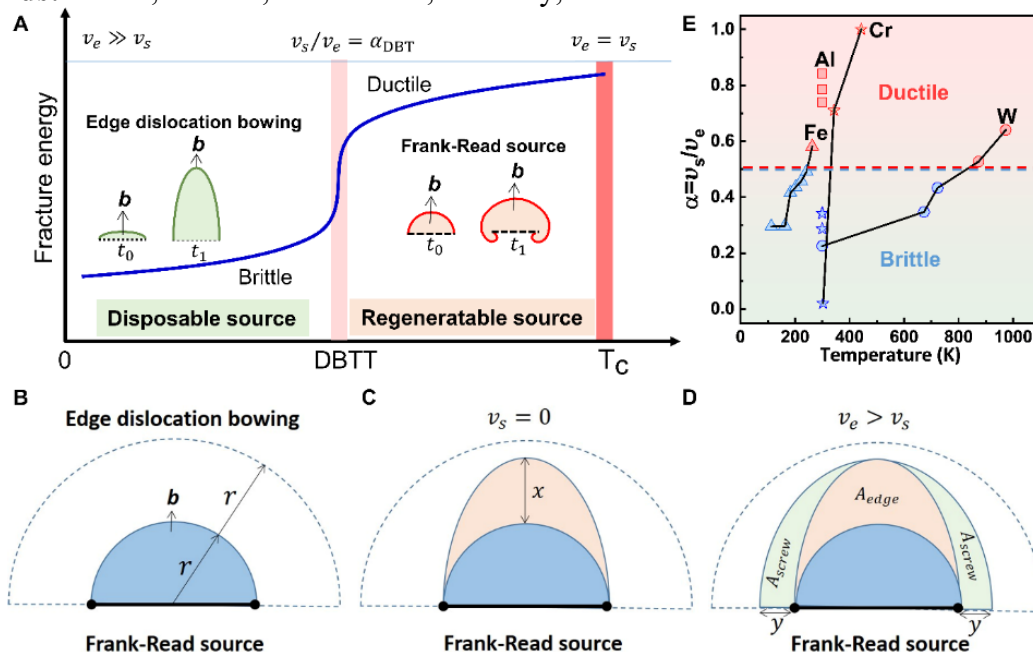 A
v_e ≫ v_s
v_s/v_e = α_DBT
v_e = v_s
Ductile
Edge dislocation bowing
Frank-Read source
b
b
b
b
t_0
t_1
t_0
t_1
Brittle
Disposable source
Regeneratable source
Fracture energy
0
DBTT
T_C
E
Cr
Al
Ductile
Fe
W
Brittle
α=v_s/v_e
1.0
0.8
0.6
0.4
0.2
0.0
0 200 400 600 800 1000
Temperature (K)
B
Edge dislocation bowing
b
r
r
Frank-Read source
C
v_s = 0
x
Frank-Read source
D
v_e > v_s
A_edge
A_screw
A_screw
y
y
Frank-Read source